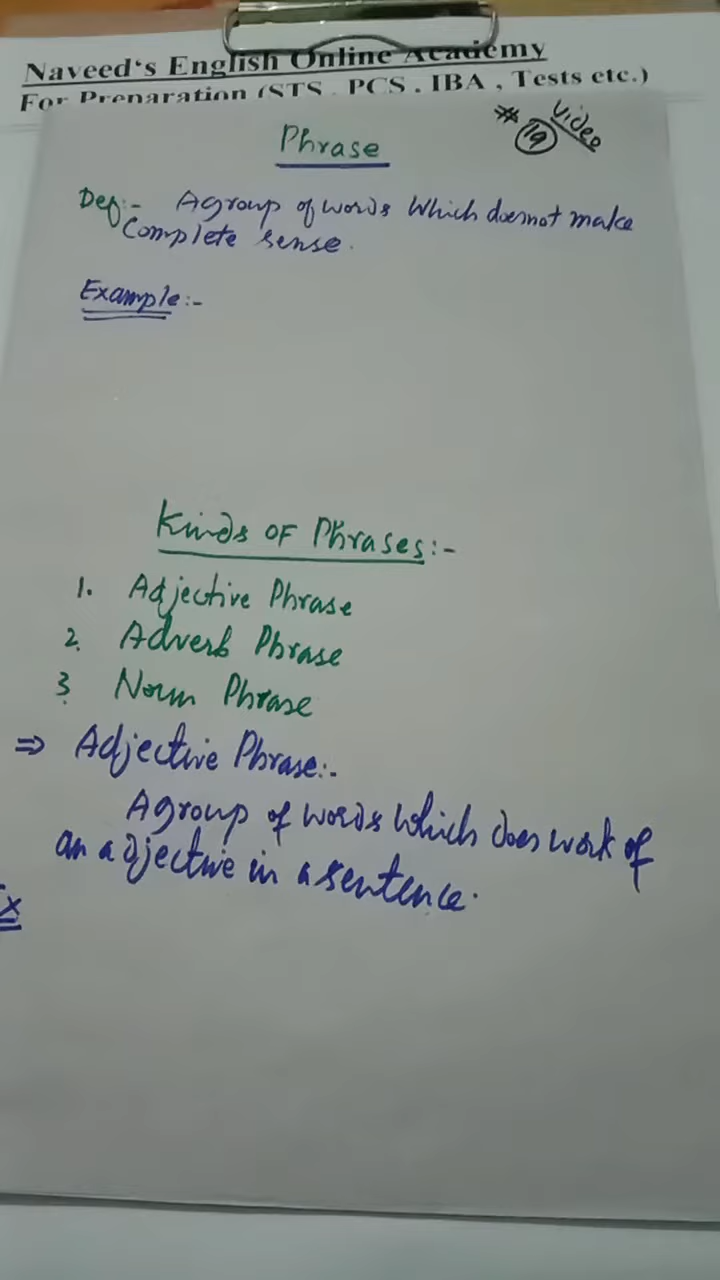 Naveed's English Online Academy
For Preparation (STS , PCS , IBA , Tests etc.)
# 19 Video
Phrase
Def:- A group of words which does not make
Complete sense.
Example:-
Kinds of Phrases:-
1. Adjective Phrase
2. Adverb Phrase
3. Noun Phrase
⇒ Adjective Phrase:-
A group of words which does work of
an adjective in a sentence.
Ex